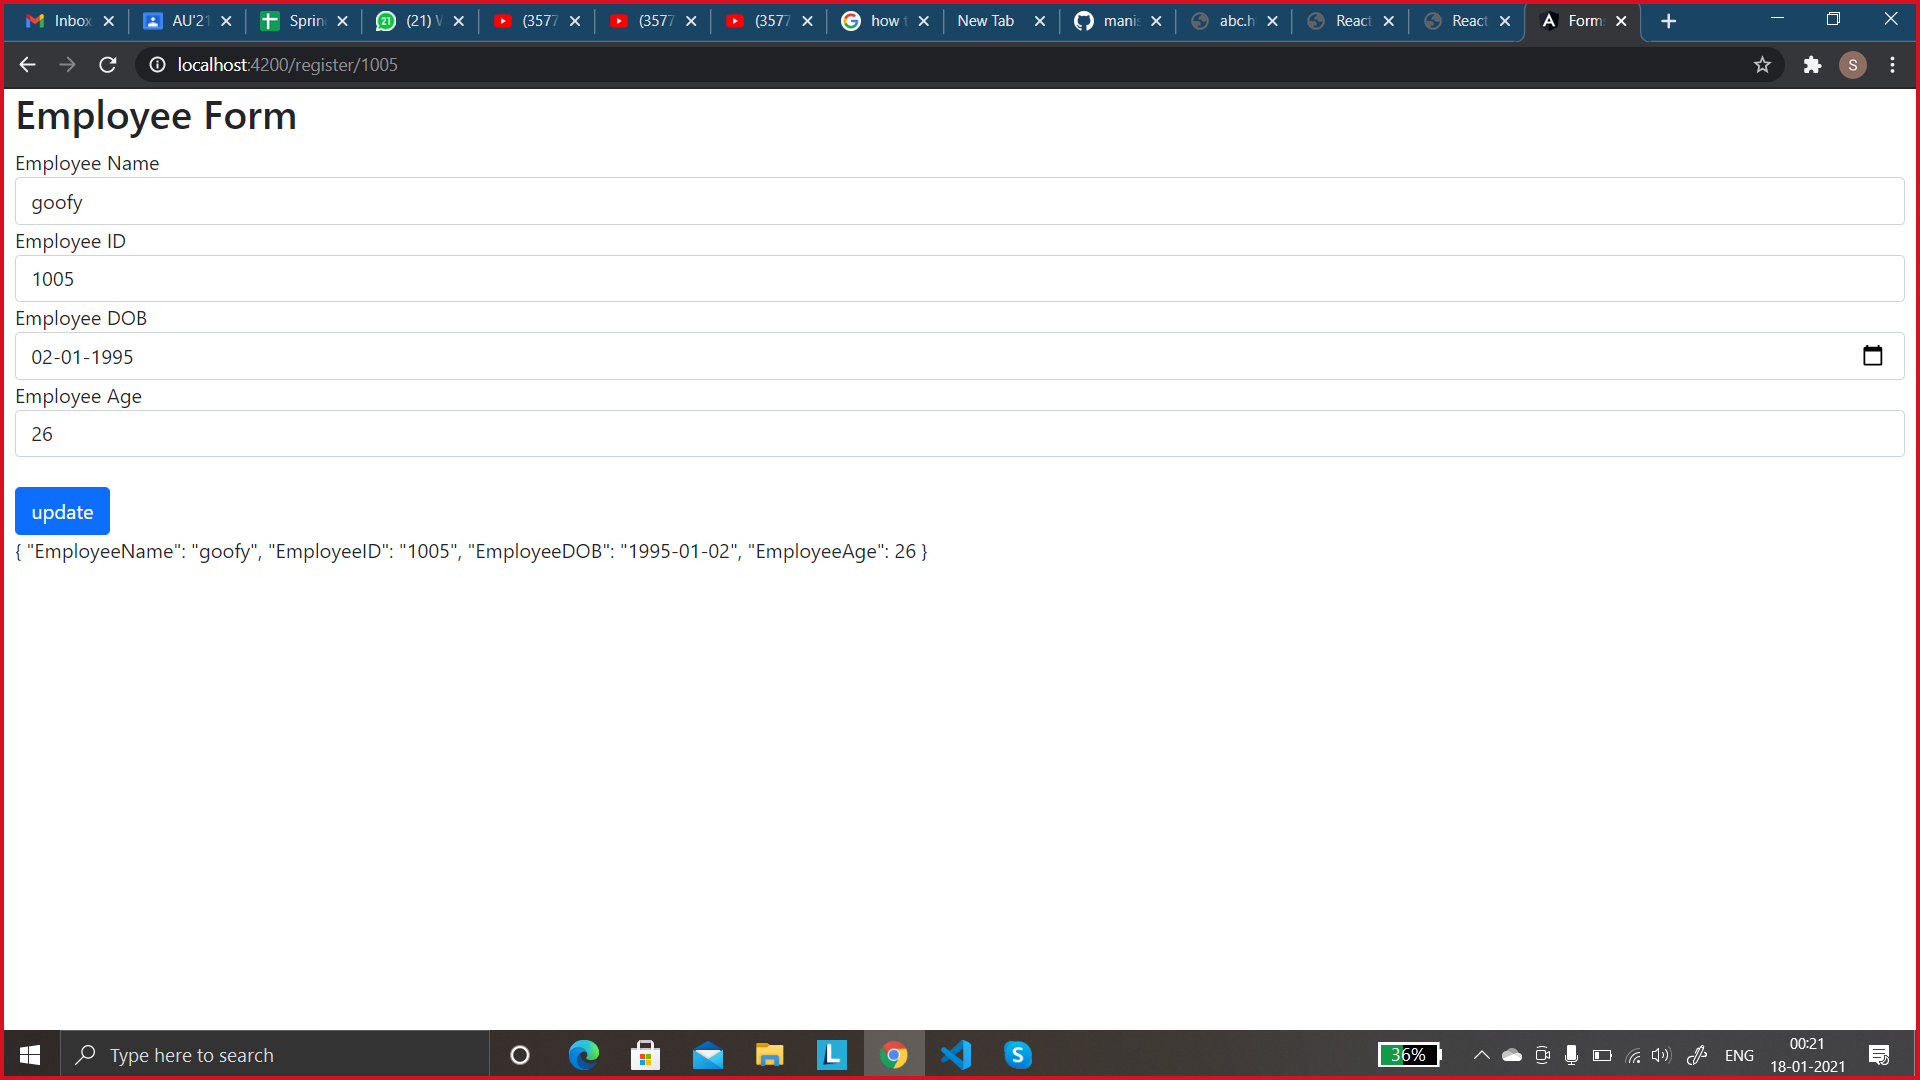 Inbox AU'21 Sprin (21) W (3577 (3577 (3577 how t New Tab manis abc.h React React Form
localhost:4200/register/1005 S
Employee Form
Employee Name
goofy
Employee ID
1005
Employee DOB
02-01-1995
Employee Age
26
update
{ "EmployeeName": "goofy", "EmployeeID": "1005", "EmployeeDOB": "1995-01-02", "EmployeeAge": 26 }
Type here to search L S 36% ENG 00:21
18-01-2021